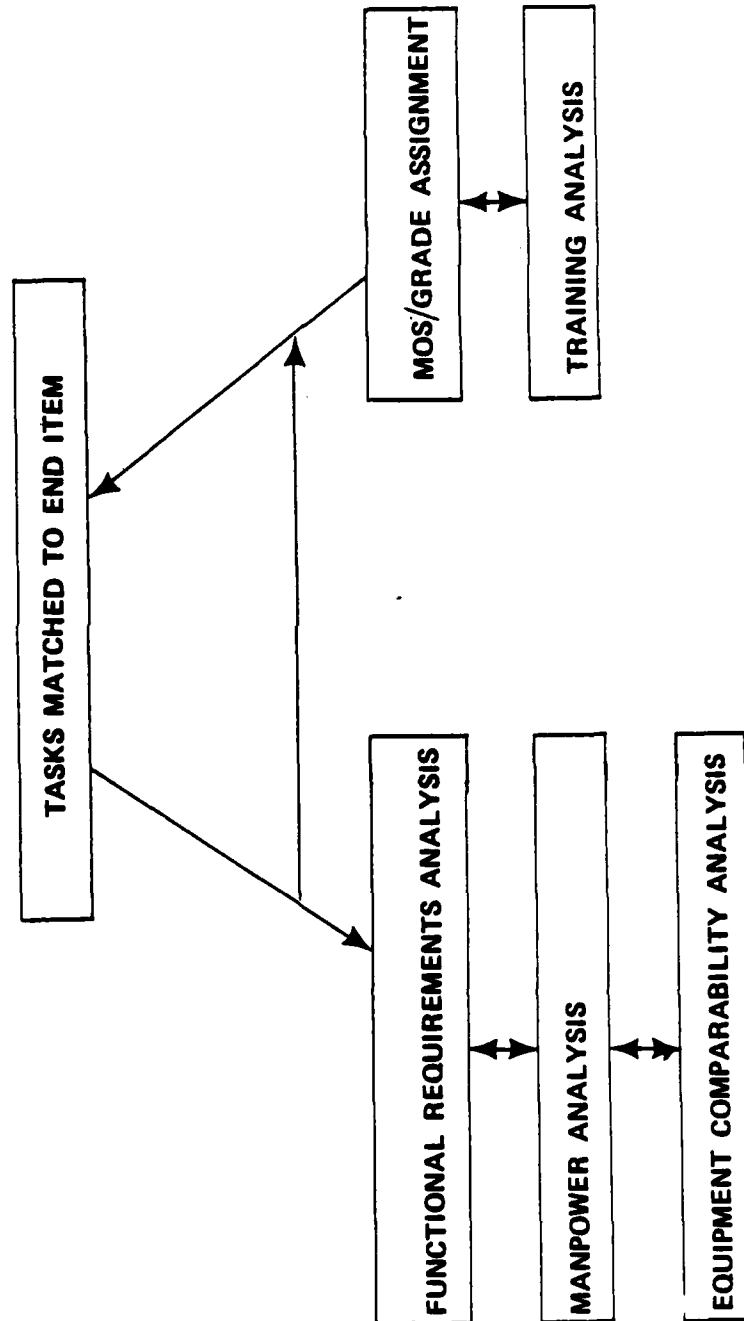 TASKS MATCHED TO END ITEM
FUNCTIONAL REQUIREMENTS ANALYSIS
MANPOWER ANALYSIS
EQUIPMENT COMPARABILITY ANALYSIS
MOS/GRADE ASSIGNMENT
TRAINING ANALYSIS